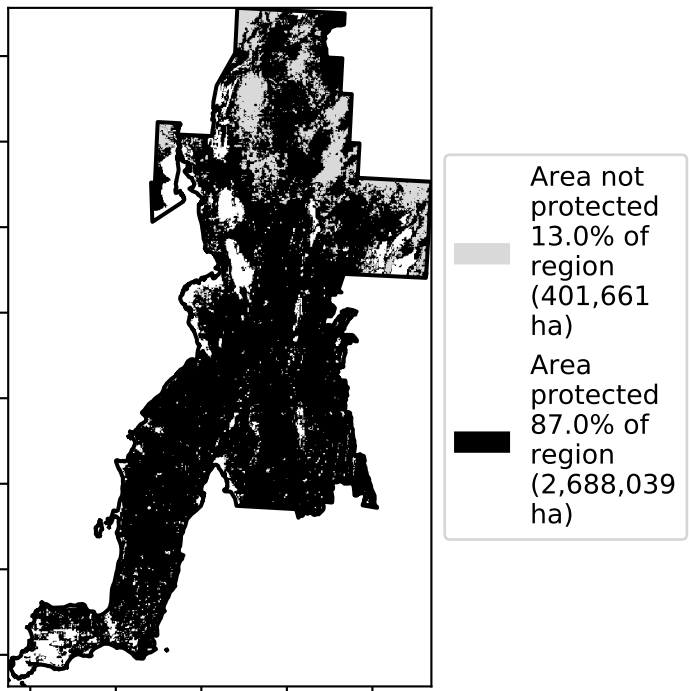 Area not
protected
13.0% of
region
(401,661
ha)
Area
protected
87.0% of
region
(2,688,039
ha)